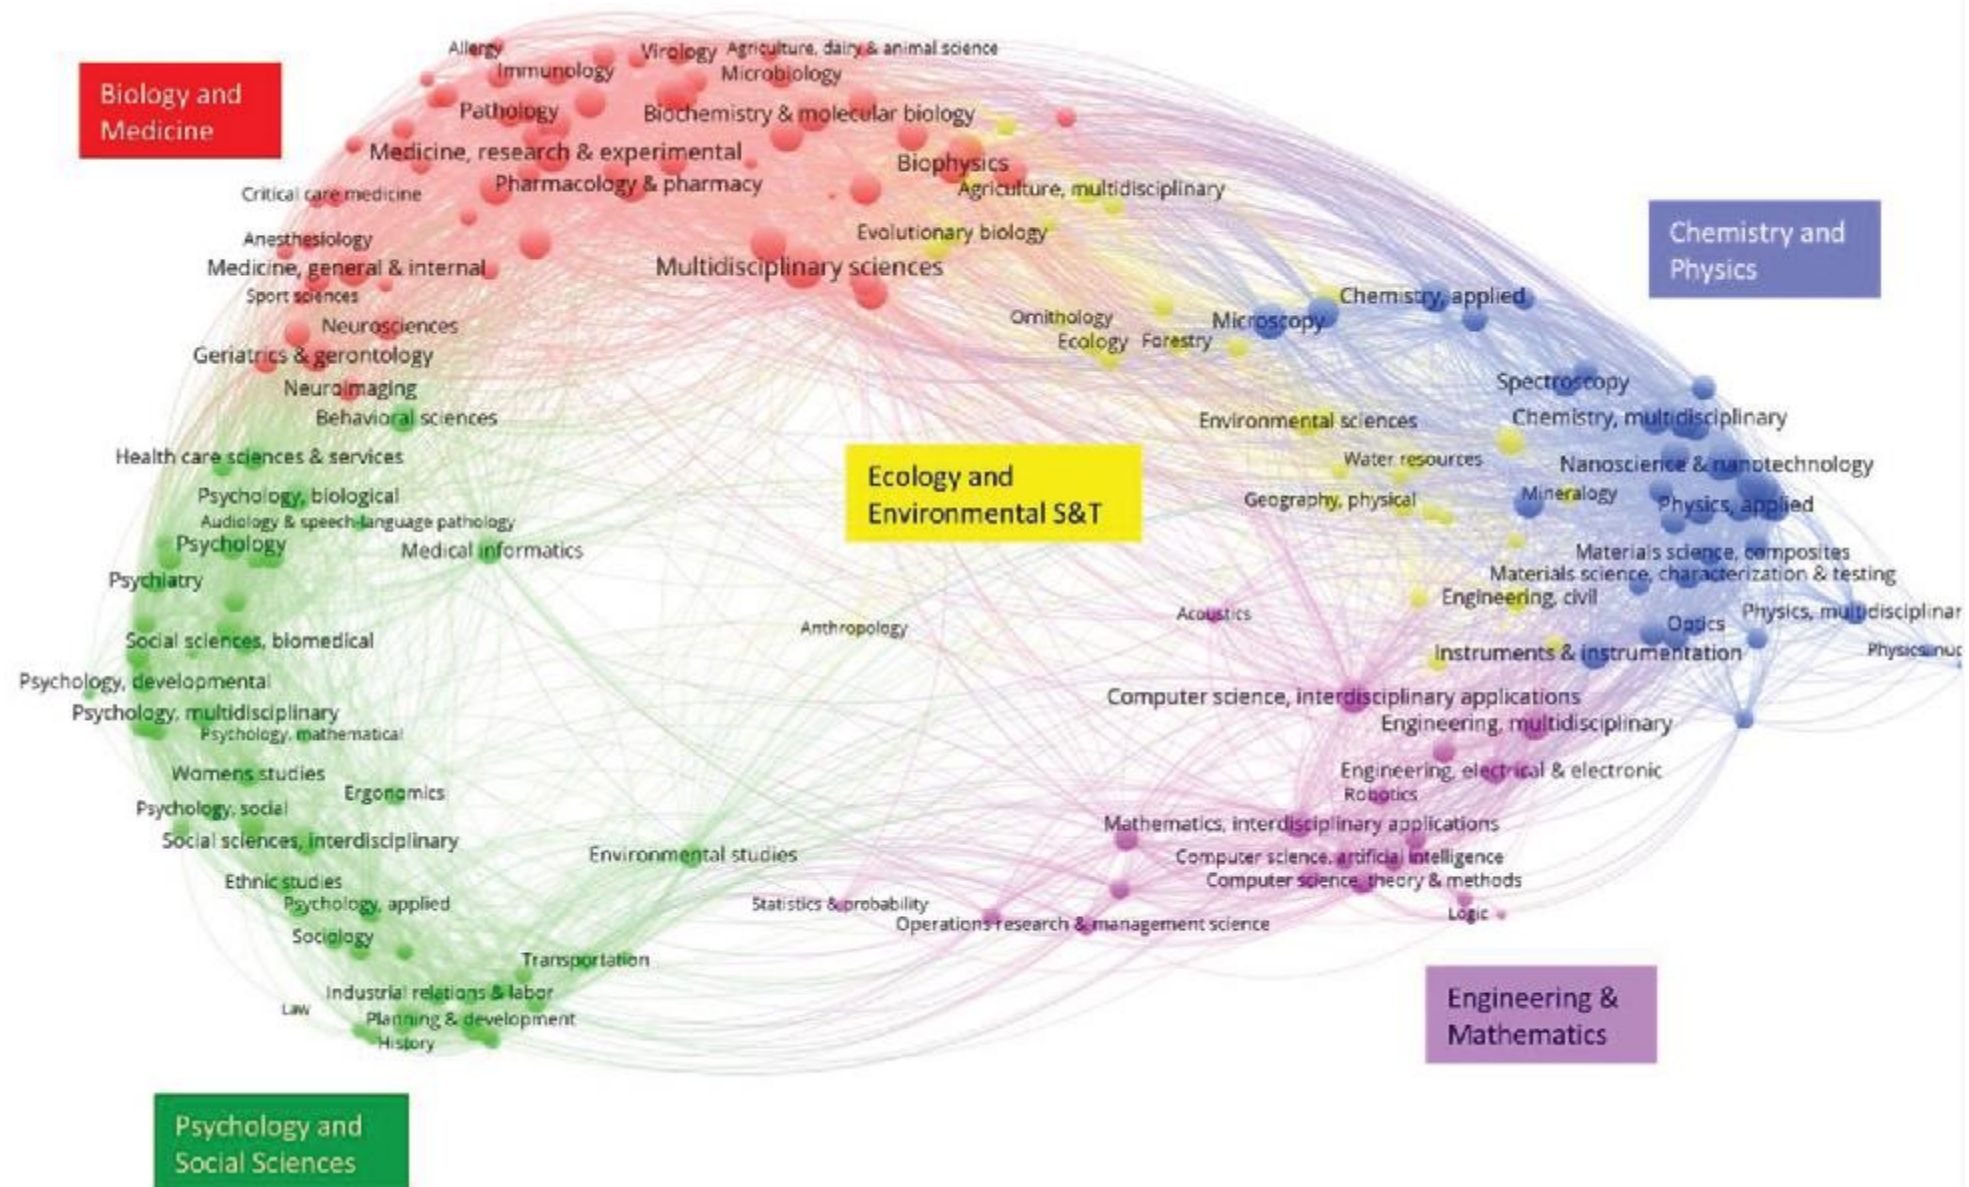 Allergy
Virology
Agriculture, dairy & animal science
Immunology
Microbiology
Biology and
Medicine
Pathology
Biochemistry & molecular biology
Medicine, research & experimental
Biophysics
Pharmacology & pharmacy
Agriculture, multidisciplinary
Critical care medicine
Anesthesiology
Evolutionary biology
Chemistry and
Physics
Medicine, general & internal
Multidisciplinary sciences
Sport sciences
Chemistry, applied
Neurosciences
Ornithology
Microscopy
Geriatrics & gerontology
Ecology
Forestry
Neuroimaging
Spectroscopy
Behavioral sciences
Environmental sciences
Chemistry, multidisciplinary
Health care sciences & services
Water resources
Nanoscience & nanotechnology
Ecology and
Environmental S&T
Psychology, biological
Geography, physical
Mineralogy
Physics, applied
Audiology & speech-language pathology
Psychology
Medical informatics
Materials science, composites
Psychiatry
Materials science, characterization & testing
Engineering, civil
Anthropology
Acoustics
Physics, multidisciplinar
Optics
Social sciences, biomedical
Instruments & instrumentation
Physics, nuc
Psychology, developmental
Computer science, interdisciplinary applications
Psychology, multidisciplinary
Engineering, multidisciplinary
Psychology, mathematical
Womens studies
Engineering, electrical & electronic
Ergonomics
Robotics
Psychology, social
Mathematics, interdisciplinary applications
Social sciences, interdisciplinary
Environmental studies
Computer science, artificial intelligence
Ethnic studies
Computer science, theory & methods
Psychology, applied
Statistics & probability
Logic
Operations research & management science
Sociology
Transportation
Industrial relations & labor
Law
Planning & development
History
Engineering &
Mathematics
Psychology and
Social Sciences